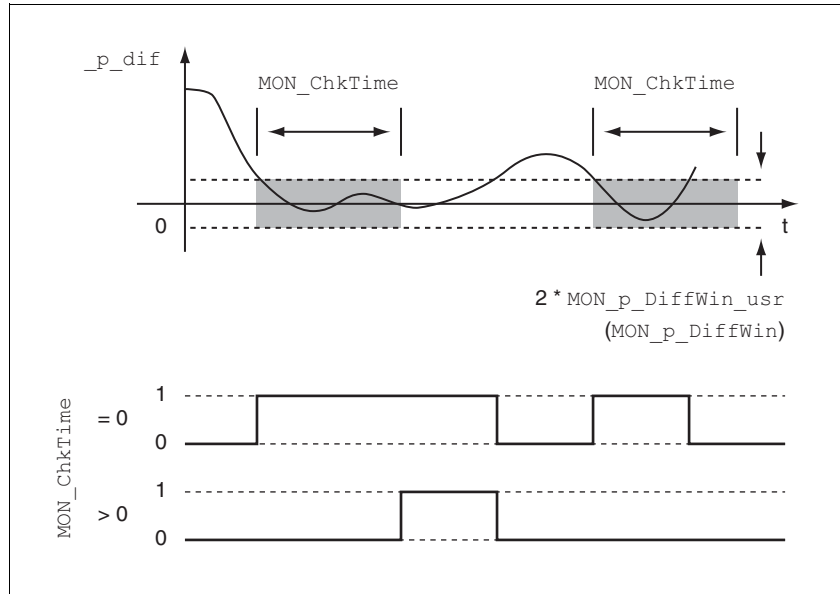 _p_dif
MON_ChkTime
MON_ChkTime
0
t
2 * MON_p_DiffWin_usr
(MON_p_DiffWin)
MON_ChkTime
= 0
1
0
> 0
1
0